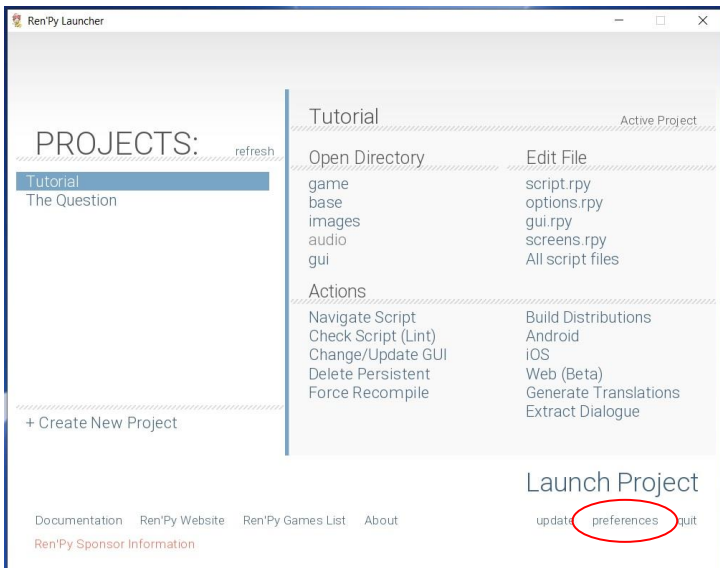 Ren'Py Launcher
PROJECTS:
refresh
Tutorial
The Question
+ Create New Project
Tutorial
Active Project
Open Directory
game
base
images
audio
gui
Edit File
script.rpy
options.rpy
gui.rpy
screens.rpy
All script files
Actions
Navigate Script
Check Script (Lint)
Change/Update GUI
Delete Persistent
Force Recompile
Build Distributions
Android
iOS
Web (Beta)
Generate Translations
Extract Dialogue
Launch Project
Documentation Ren'Py Website Ren'Py Games List About
update preferences quit
Ren'Py Sponsor Information